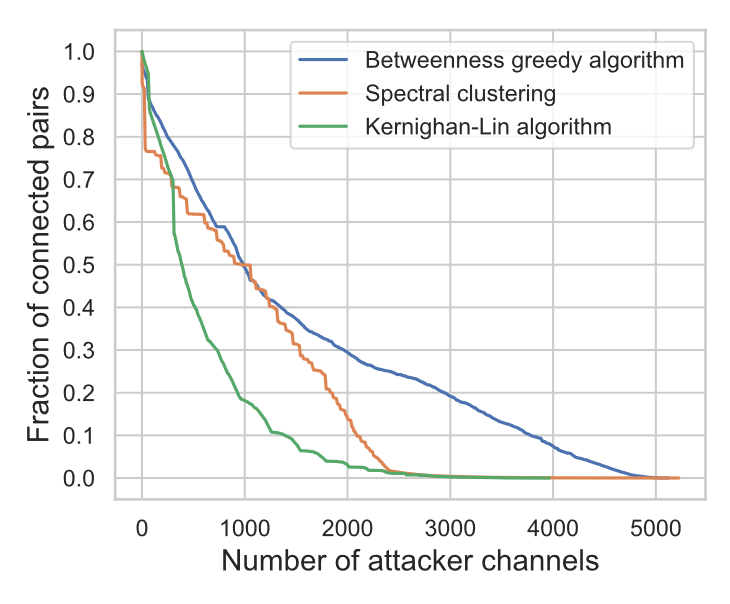 Betweenness greedy algorithm
Spectral clustering
Kernighan-Lin algorithm
Fraction of connected pairs
1.0
0.9
0.8
0.7
0.6
0.5
0.4
0.3
0.2
0.1
0.0
0 1000 2000 3000 4000 5000
Number of attacker channels